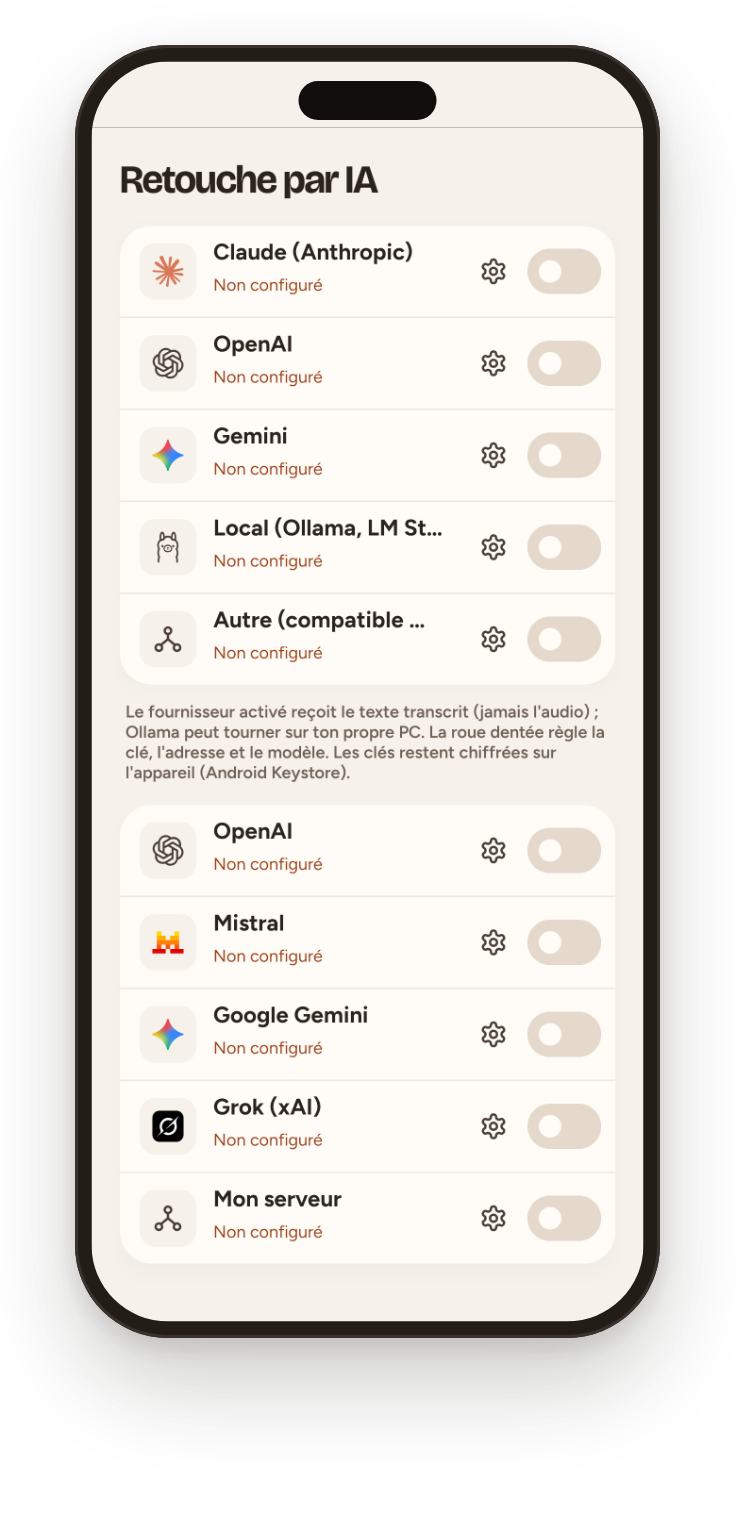 Retouche par IA
Claude (Anthropic)
Non configuré
OpenAI
Non configuré
Gemini
Non configuré
Local (Ollama, LM St...
Non configuré
Autre (compatible ...
Non configuré
Le fournisseur activé reçoit le texte transcrit (jamais l'audio) ;
Ollama peut tourner sur ton propre PC. La roue dentée règle la
clé, l'adresse et le modèle. Les clés restent chiffrées sur
l'appareil (Android Keystore).
OpenAI
Non configuré
Mistral
Non configuré
Google Gemini
Non configuré
Grok (xAI)
Non configuré
Mon serveur
Non configuré